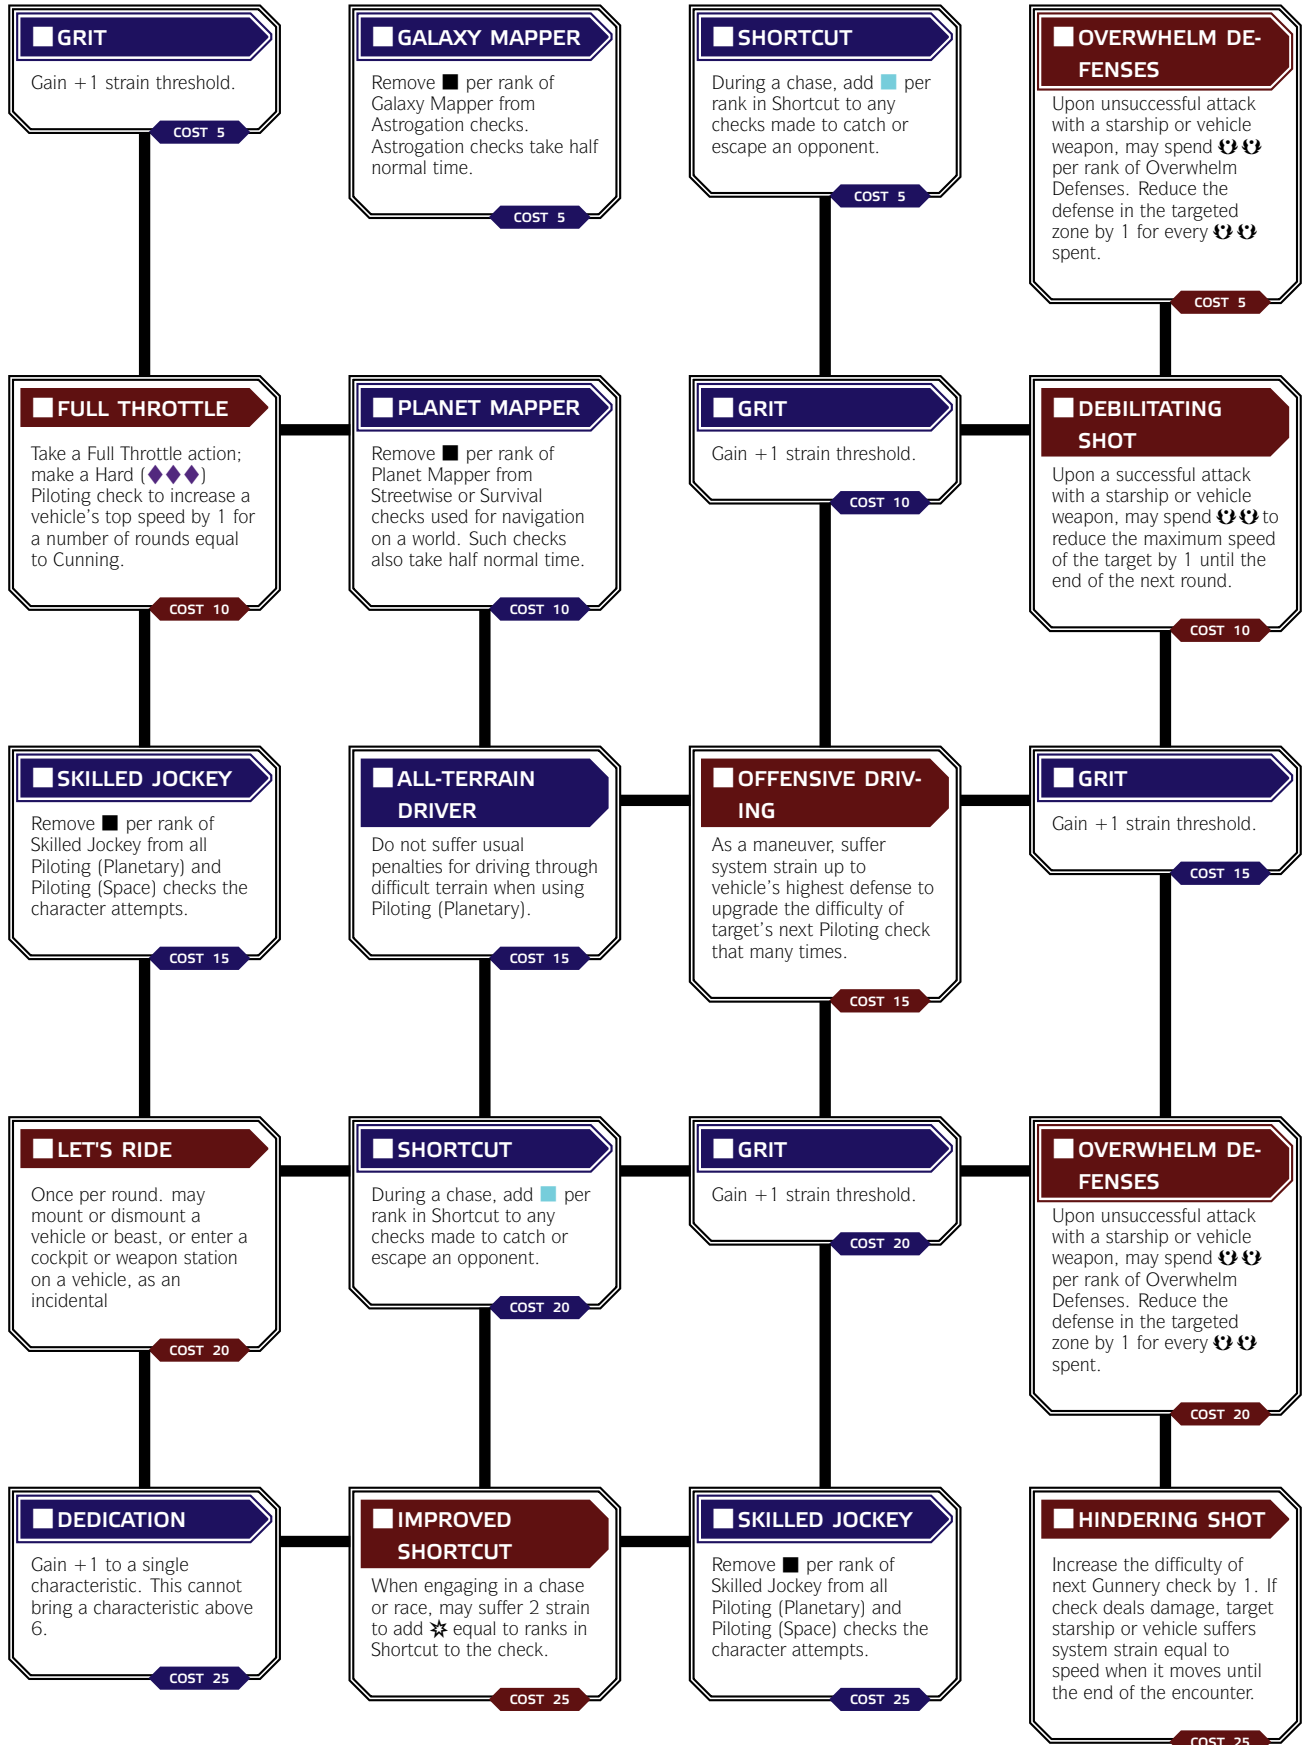 GRIT
Gain +1 strain threshold.
COST 5
GALAXY MAPPER
Remove per rank of
Galaxy Mapper from
Astrogation checks.
Astrogation checks take half
normal time.
COST 5
SHORTCUT
During a chase, add per
rank in Shortcut to any
checks made to catch or
escape an opponent.
COST 5
OVERWHELM DE-
FENSES
Upon unsuccessful attack
with a starship or vehicle
weapon, may spend
per rank of Overwhelm
Defenses. Reduce the
defense in the targeted
zone by 1 for every
spent.
COST 5
FULL THROTTLE
Take a Full Throttle action;
make a Hard (♦♦♦)
Piloting check to increase a
vehicle's top speed by 1 for
a number of rounds equal
to Cunning.
COST 10
PLANET MAPPER
Remove per rank of
Planet Mapper from
Streetwise or Survival
checks used for navigation
on a world. Such checks
also take half normal time.
COST 10
GRIT
Gain +1 strain threshold.
COST 10
DEBILITATING
SHOT
Upon a successful attack
with a starship or vehicle
weapon, may spend to
reduce the maximum speed
of the target by 1 until the
end of the next round.
COST 10
SKILLED JOCKEY
Remove per rank of
Skilled Jockey from all
Piloting (Planetary) and
Piloting (Space) checks the
character attempts.
COST 15
ALL-TERRAIN
DRIVER
Do not suffer usual
penalties for driving through
difficult terrain when using
Piloting (Planetary).
COST 15
OFFENSIVE DRIV-
ING
As a maneuver, suffer
system strain up to
vehicle's highest defense to
upgrade the difficulty of
target's next Piloting check
that many times.
COST 15
GRIT
Gain +1 strain threshold.
COST 15
LET'S RIDE
Once per round. may
mount or dismount a
vehicle or beast, or enter a
cockpit or weapon station
on a vehicle, as an
incidental
COST 20
SHORTCUT
During a chase, add per
rank in Shortcut to any
checks made to catch or
escape an opponent.
COST 20
GRIT
Gain +1 strain threshold.
COST 20
OVERWHELM DE-
FENSES
Upon unsuccessful attack
with a starship or vehicle
weapon, may spend
per rank of Overwhelm
Defenses. Reduce the
defense in the targeted
zone by 1 for every
spent.
COST 20
DEDICATION
Gain +1 to a single
characteristic. This cannot
bring a characteristic above
6.
COST 25
IMPROVED
SHORTCUT
When engaging in a chase
or race, may suffer 2 strain
to add equal to ranks in
Shortcut to the check.
COST 25
SKILLED JOCKEY
Remove per rank of
Skilled Jockey from all
Piloting (Planetary) and
Piloting (Space) checks the
character attempts.
COST 25
HINDERING SHOT
Increase the difficulty of
next Gunnery check by 1. If
check deals damage, target
starship or vehicle suffers
system strain equal to
speed when it moves until
the end of the encounter.
COST 25